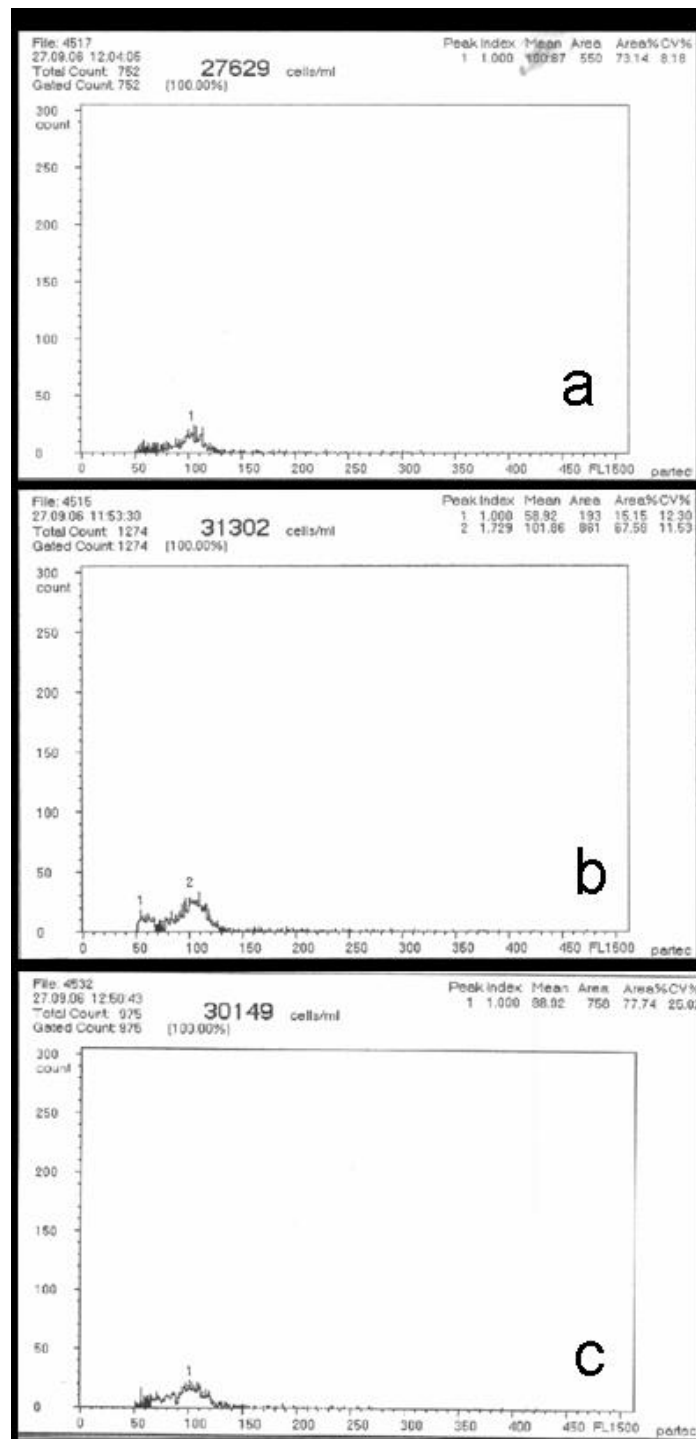 File: 4517
27.09.06 12:04:05
Total Count 752
Gated Count 752 (100.00%)
27629 cells/ml
Peak Index Mean Area Area% CV%
1 1.000 100.87 550 73.14 8.18
300
count
250
200
150
100
50
0
1
a
0 50 100 150 200 250 300 350 400 450 FL1 500
partec
File: 4515
27.09.06 11:53:30
Total Count 1274
Gated Count 1274 (100.00%)
31302 cells/ml
Peak Index Mean Area Area% CV%
1 1.000 58.92 193 15.15 12.30
2 1.729 101.86 861 67.58 11.53
300
count
250
200
150
100
50
0
1
2
b
0 50 100 150 200 250 300 350 400 450 FL1 500
partec
File: 4532
27.09.06 12:50:43
Total Count 975
Gated Count 975 (100.00%)
30149 cells/ml
Peak Index Mean Area Area% CV%
1 1.000 88.02 758 77.74
300
count
250
200
150
100
50
0
1
c
0 50 100 150 200 250 300 350 400 450 FL1 500
partec